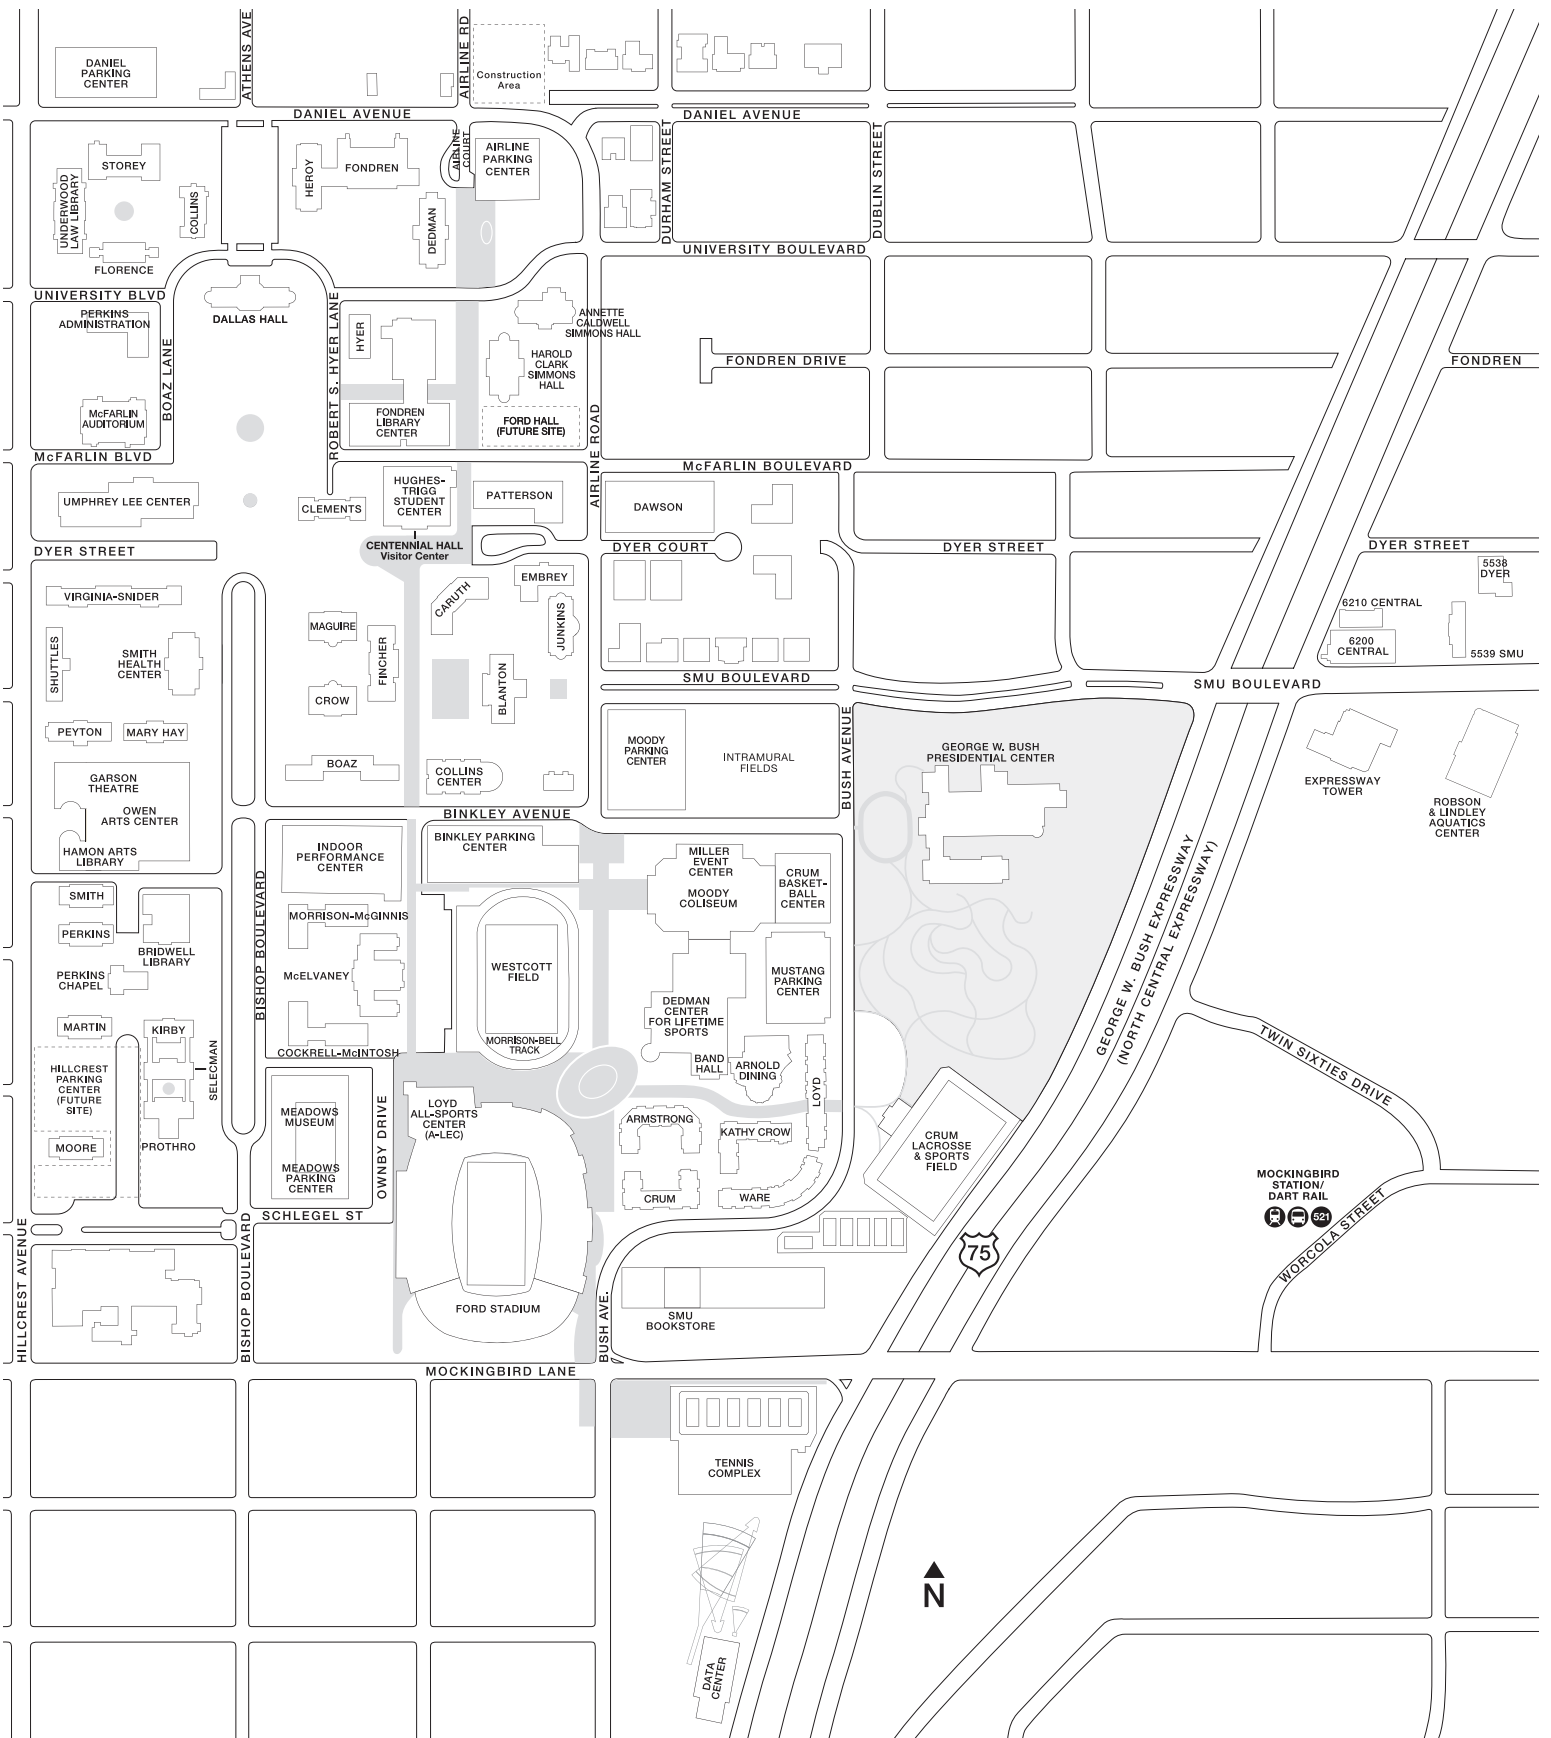 ATHENS AVE
AIRLINE RD
DANIEL
PARKING
CENTER
Construction
Area
DANIEL AVENUE
DANIEL AVENUE
STOREY
UNDERWOOD
LAW LIBRARY
COLLINS
FLORENCE
HEROY
FONDREN
AIRLINE
COURT
AIRLINE
PARKING
CENTER
DEDMAN
DURHAM STREET
DUBLIN STREET
UNIVERSITY BOULEVARD
UNIVERSITY BLVD
DALLAS HALL
PERKINS
ADMINISTRATION
BOAZ LANE
ROBERT S. HYER LANE
HYER
ANNETTE
CALDWELL
SIMMONS HALL
HAROLD
CLARK
SIMMONS
HALL
FONDREN DRIVE
FONDREN
McFARLIN
AUDITORIUM
FONDREN
LIBRARY
CENTER
FORD HALL
(FUTURE SITE)
AIRLINE ROAD
McFARLIN BLVD
McFARLIN BOULEVARD
UMPHREY LEE CENTER
CLEMENTS
HUGHES-
TRIGG
STUDENT
CENTER
PATTERSON
DAWSON
DYER STREET
CENTENNIAL HALL
Visitor Center
DYER COURT
DYER STREET
DYER STREET
5538
DYER
VIRGINIA-SNIDER
CARUTH
EMBREY
6210 CENTRAL
MAGUIRE
JUNKINS
SHUTTLES
SMITH
HEALTH
CENTER
FINCHER
6200
CENTRAL
5539 SMU
BLANTON
SMU BOULEVARD
SMU BOULEVARD
CROW
PEYTON
MARY HAY
MOODY
PARKING
CENTER
INTRAMURAL
FIELDS
BUSH AVENUE
GEORGE W. BUSH
PRESIDENTIAL CENTER
BOAZ
COLLINS
CENTER
EXPRESSWAY
TOWER
ROBSON
& LINDLEY
AQUATICS
CENTER
GARSON
THEATRE
OWEN
ARTS CENTER
HAMON ARTS
LIBRARY
BINKLEY AVENUE
INDOOR
PERFORMANCE
CENTER
BINKLEY PARKING
CENTER
MILLER
EVENT
CENTER
MOODY
COLISEUM
CRUM
BASKET-
BALL
CENTER
GEORGE W. BUSH EXPRESSWAY
(NORTH CENTRAL EXPRESSWAY)
SMITH
PERKINS
BRIDWELL
LIBRARY
BISHOP BOULEVARD
MORRISON-McGINNIS
McELVANEY
WESTCOTT
FIELD
PERKINS
CHAPEL
MUSTANG
PARKING
CENTER
DEDMAN
CENTER
FOR LIFETIME
SPORTS
MARTIN
KIRBY
SELECMAN
COCKRELL-McINTOSH
MORRISON-BELL
TRACK
BAND
HALL
ARNOLD
DINING
LOYD
TWIN SIXTIES DRIVE
HILLCREST
PARKING
CENTER
(FUTURE
SITE)
MOORE
PROTHRO
MEADOWS
MUSEUM
MEADOWS
PARKING
CENTER
OWNBY DRIVE
LOYD
ALL-SPORTS
CENTER
(A-LEC)
ARMSTRONG
KATHY CROW
CRUM
WARE
CRUM
LACROSSE
& SPORTS
FIELD
MOCKINGBIRD
STATION/
DART RAIL
521
WORCOLA STREET
SCHLEGEL ST
HILLCREST AVENUE
BISHOP BOULEVARD
75
FORD STADIUM
BUSH AVE.
SMU
BOOKSTORE
MOCKINGBIRD LANE
TENNIS
COMPLEX
N
DATA
CENTER